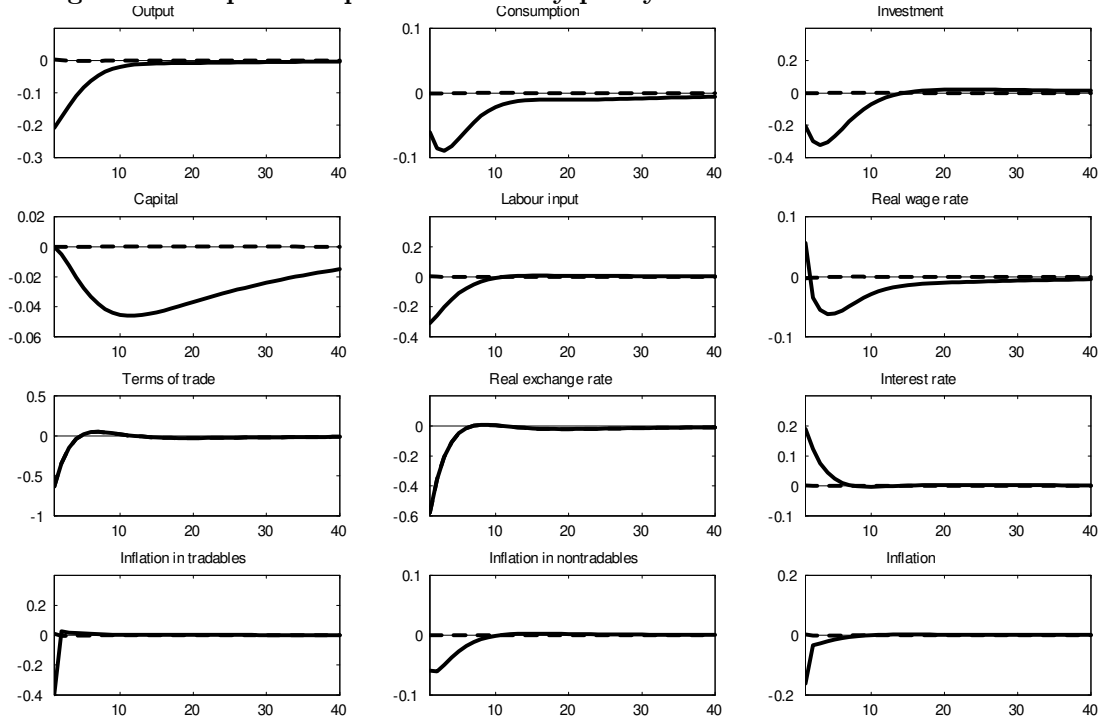 Output
0
-0.1
-0.2
-0.3
10 20 30 40
Consumption
0.1
0
-0.1
10 20 30 40
Investment
0.2
0
-0.2
-0.4
10 20 30 40
Capital
0.02
0
-0.02
-0.04
-0.06
10 20 30 40
Labour input
0.2
0
-0.2
-0.4
10 20 30 40
Real wage rate
0.1
0
-0.1
10 20 30 40
Terms of trade
0.5
0
-0.5
-1
10 20 30 40
Real exchange rate
0
-0.2
-0.4
-0.6
10 20 30 40
Interest rate
0.2
0.1
0
-0.1
10 20 30 40
Inflation in tradables
0.2
0
-0.2
-0.4
10 20 30 40
Inflation in nontradables
0.1
0
-0.1
10 20 30 40
Inflation
0.2
0
-0.2
10 20 30 40